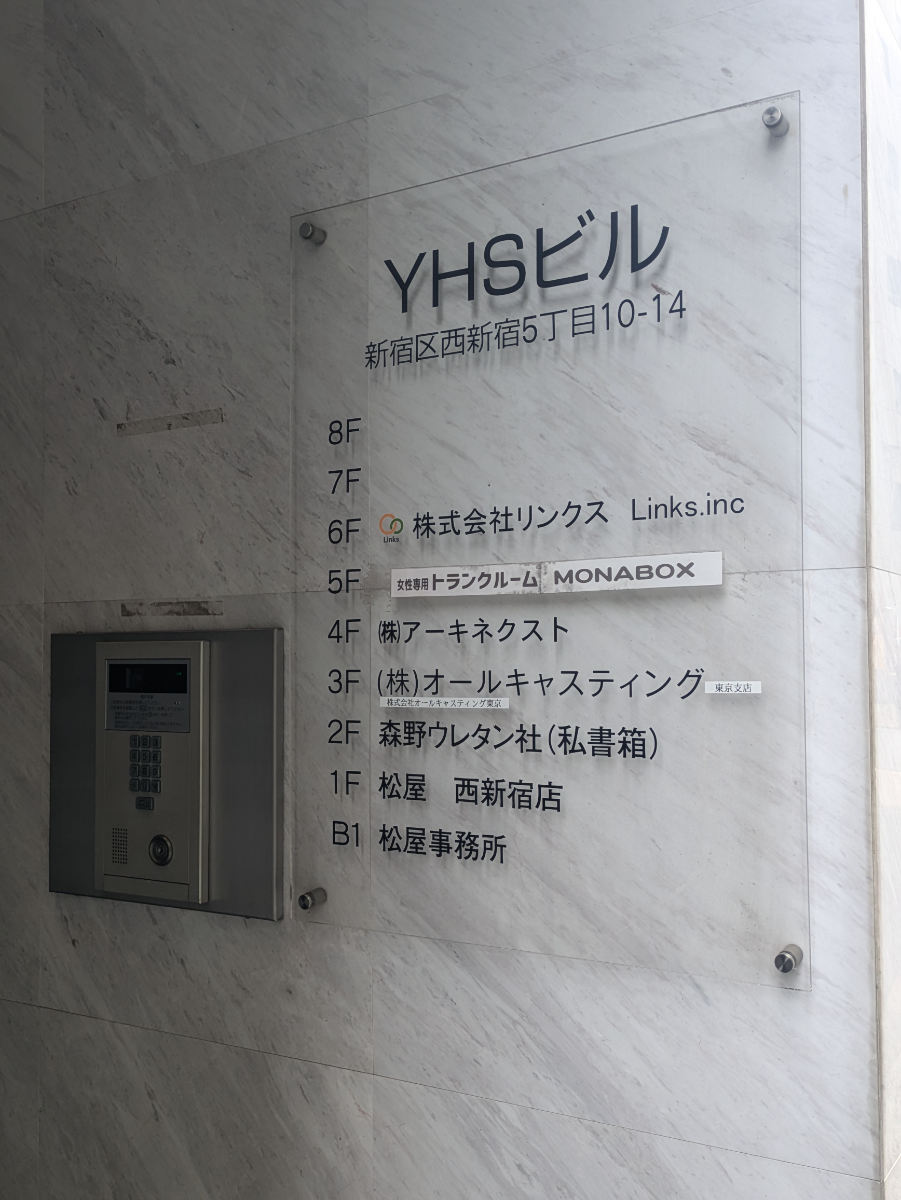 YHSビル
新宿区西新宿5丁目10-14
8F
7F
6F Links 株式会社リンクス Links.inc
5F 女性専用トランクルーム MONABOX
4F ㈱アーキネクスト
3F (株)オールキャスティング 東京支店
株式会社オールキャスティング東京
2F 森野ウレタン社(私書箱)
1F 松屋 西新宿店
B1 松屋事務所